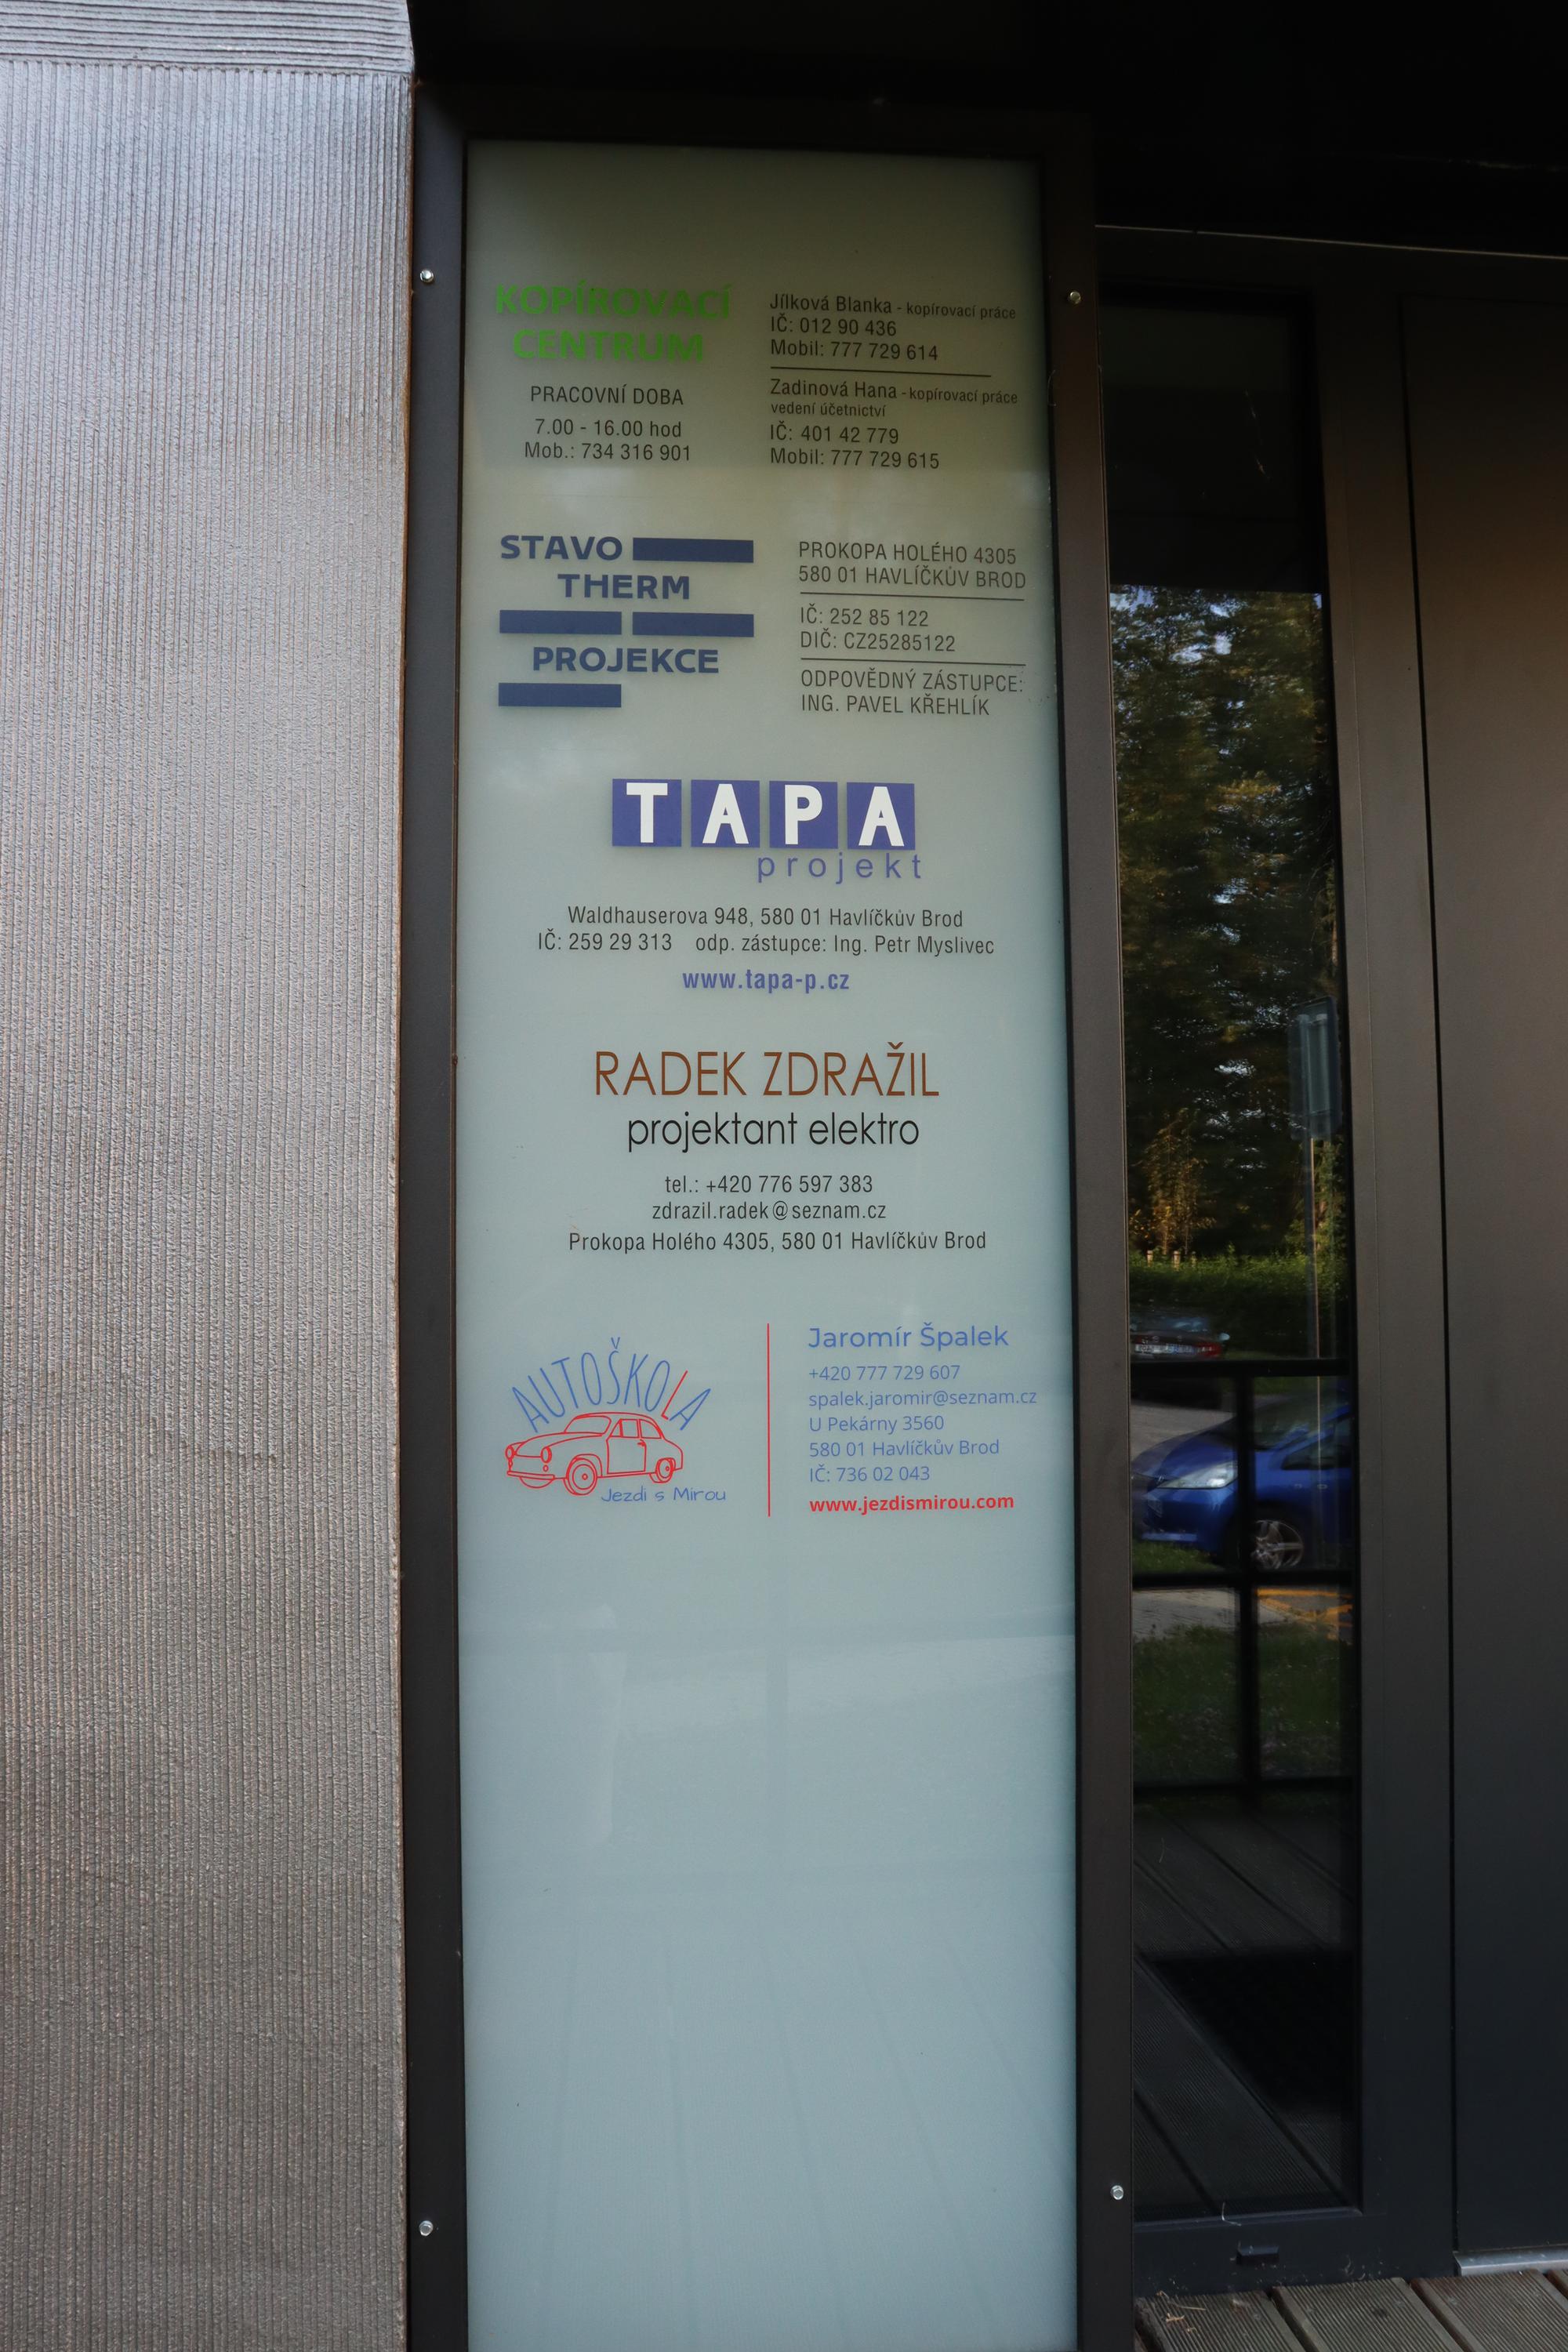 KOPÍROVACÍ
CENTRUM
PRACOVNÍ DOBA
7.00 - 16.00 hod
Mob.: 734 316 901
Jílková Blanka - kopírovací práce
IČ: 012 90 436
Mobil: 777 729 614
Zadinová Hana - kopírovací práce
vedení účetnictví
IČ: 401 42 779
Mobil: 777 729 615
STAVO
THERM
PROJEKCE
PROKOPA HOLÉHO 4305
580 01 HAVLÍČKŮV BROD
IČ: 252 85 122
DIČ: CZ25285122
ODPOVĚDNÝ ZÁSTUPCE:
ING. PAVEL KŘEHLÍK
TAPA
projekt
Waldhauserova 948, 580 01 Havlíčkův Brod
IČ: 259 29 313 odp. zástupce: Ing. Petr Myslivec
www.tapa-p.cz
RADEK ZDRAŽIL
projektant elektro
tel.: +420 776 597 383
zdrazil.radek@seznam.cz
Prokopa Holého 4305, 580 01 Havlíčkův Brod
AUTOŠKOLA
Jezdi s Mirou
Jaromír Špalek
+420 777 729 607
spalek.jaromir@seznam.cz
U Pekárny 3560
580 01 Havlíčkův Brod
IČ: 736 02 043
www.jezdismirou.com